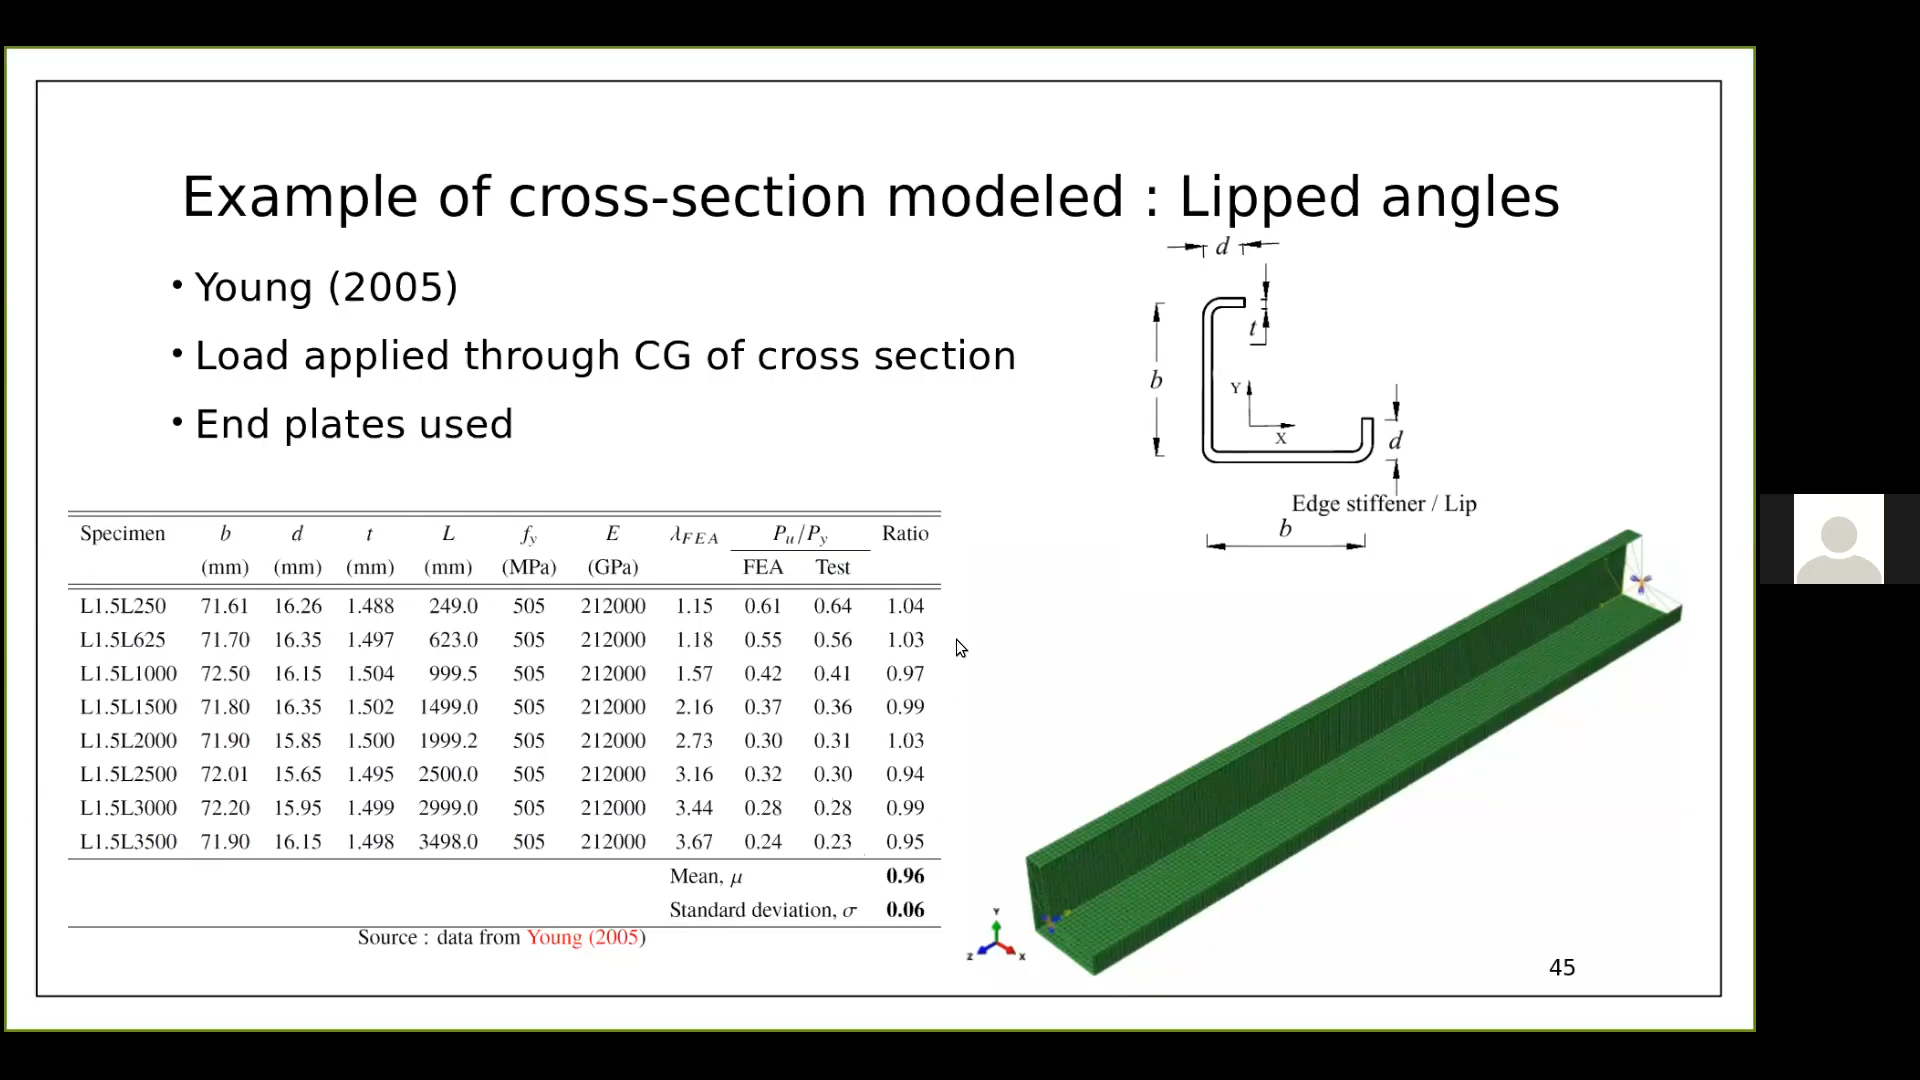 Example of cross-section modeled : Lipped angles
• Young (2005)
• Load applied through CG of cross section
• End plates used
d
t
b
Y
X
d
Edge stiffener / Lip
b
Specimen b d t L fy E λFEA Pu/Py Ratio
(mm) (mm) (mm) (mm) (MPa) (GPa) FEA Test
L1.5L250 71.61 16.26 1.488 249.0 505 212000 1.15 0.61 0.64 1.04
L1.5L625 71.70 16.35 1.497 623.0 505 212000 1.18 0.55 0.56 1.03
L1.5L1000 72.50 16.15 1.504 999.5 505 212000 1.57 0.42 0.41 0.97
L1.5L1500 71.80 16.35 1.502 1499.0 505 212000 2.16 0.37 0.36 0.99
L1.5L2000 71.90 15.85 1.500 1999.2 505 212000 2.73 0.30 0.31 1.03
L1.5L2500 72.01 15.65 1.495 2500.0 505 212000 3.16 0.32 0.30 0.94
L1.5L3000 72.20 15.95 1.499 2999.0 505 212000 3.44 0.28 0.28 0.99
L1.5L3500 71.90 16.15 1.498 3498.0 505 212000 3.67 0.24 0.23 0.95
Mean, μ 0.96
Standard deviation, σ 0.06
Source : data from Young (2005)
Y
Z
X
45